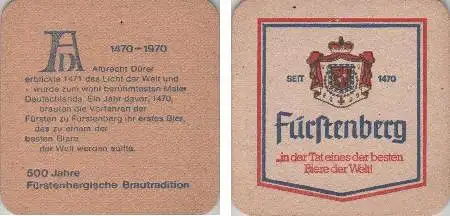 AD
1470–1970
Albrecht Dürer
erblickte 1471 das Licht der Welt und
wurde zum wohl berühmtesten Maler
Deutschlands. Ein Jahr davor, 1470,
brauten die Vorfahren der
Fürsten zu Fürstenberg ihr erstes Bier,
das zu einem der
besten Biere
der Welt werden sollte.
500 Jahre
Fürstenbergische Brautradition
SEIT 1470
Fürstenberg
„in der Tat eines der besten
Biere der Welt!